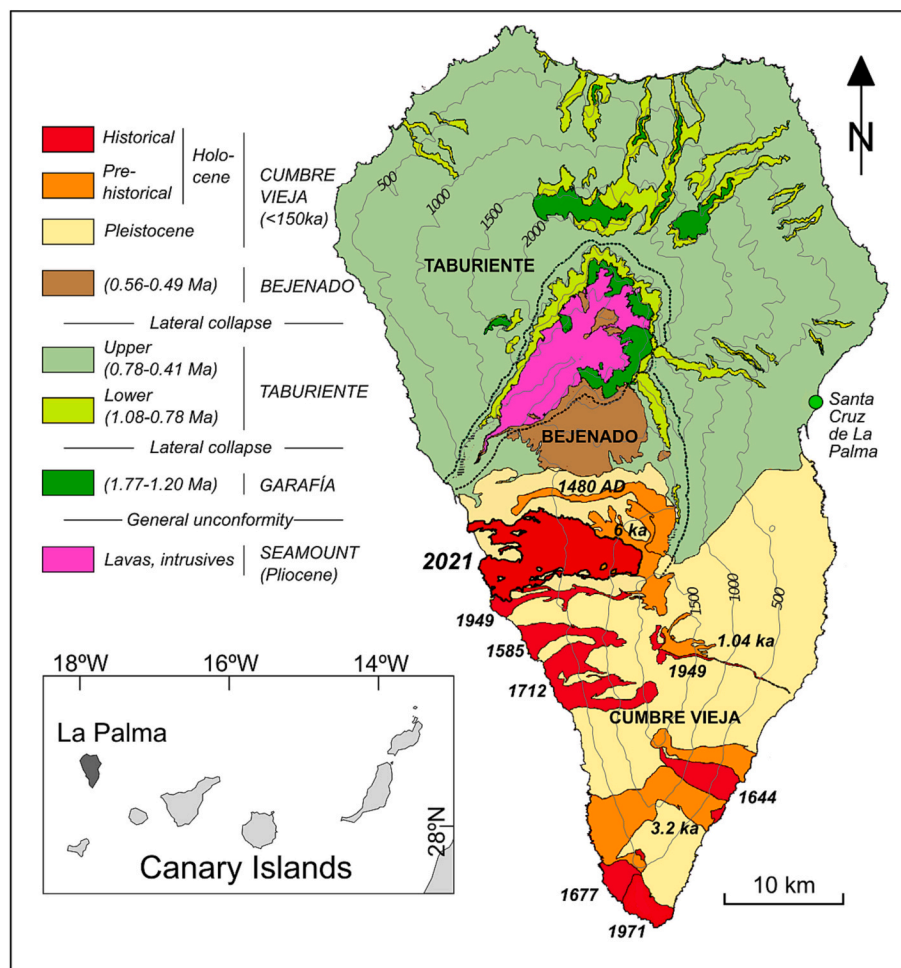 Historical
Holo-
cene
Pre-
historical
CUMBRE
VIEJA
(<150ka)
Pleistocene
(0.56-0.49 Ma)
BEJENADO
Lateral collapse
Upper
(0.78-0.41 Ma)
TABURIENTE
Lower
(1.08-0.78 Ma)
Lateral collapse
(1.77-1.20 Ma)
GARAFÍA
General unconformity
Lavas, intrusives
SEAMOUNT
(Pliocene)
N
500
1000
1500
2000
TABURIENTE
Santa
Cruz
de La
Palma
BEJENADO
1480 AD
6 ka
2021
1500
1000
500
1949
1.04 ka
1585
1949
1712
CUMBRE VIEJA
1644
3.2 ka
1677
1971
10 km
18ºW
16ºW
14ºW
La Palma
28ºN
Canary Islands